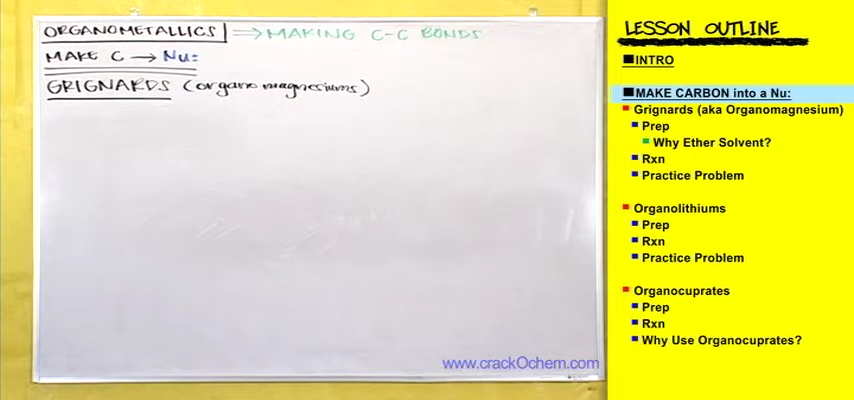 ORGANOMETALLICS ⇒ MAKING C-C BONDS
MAKE C → Nu:
GRIGNARDS (organomagnesiums)
www.crackOchem.com
LESSON OUTLINE
INTRO
MAKE CARBON into a Nu:
Grignards (aka Organomagnesium)
Prep
Why Ether Solvent?
Rxn
Practice Problem
Organolithiums
Prep
Rxn
Practice Problem
Organocuprates
Prep
Rxn
Why Use Organocuprates?